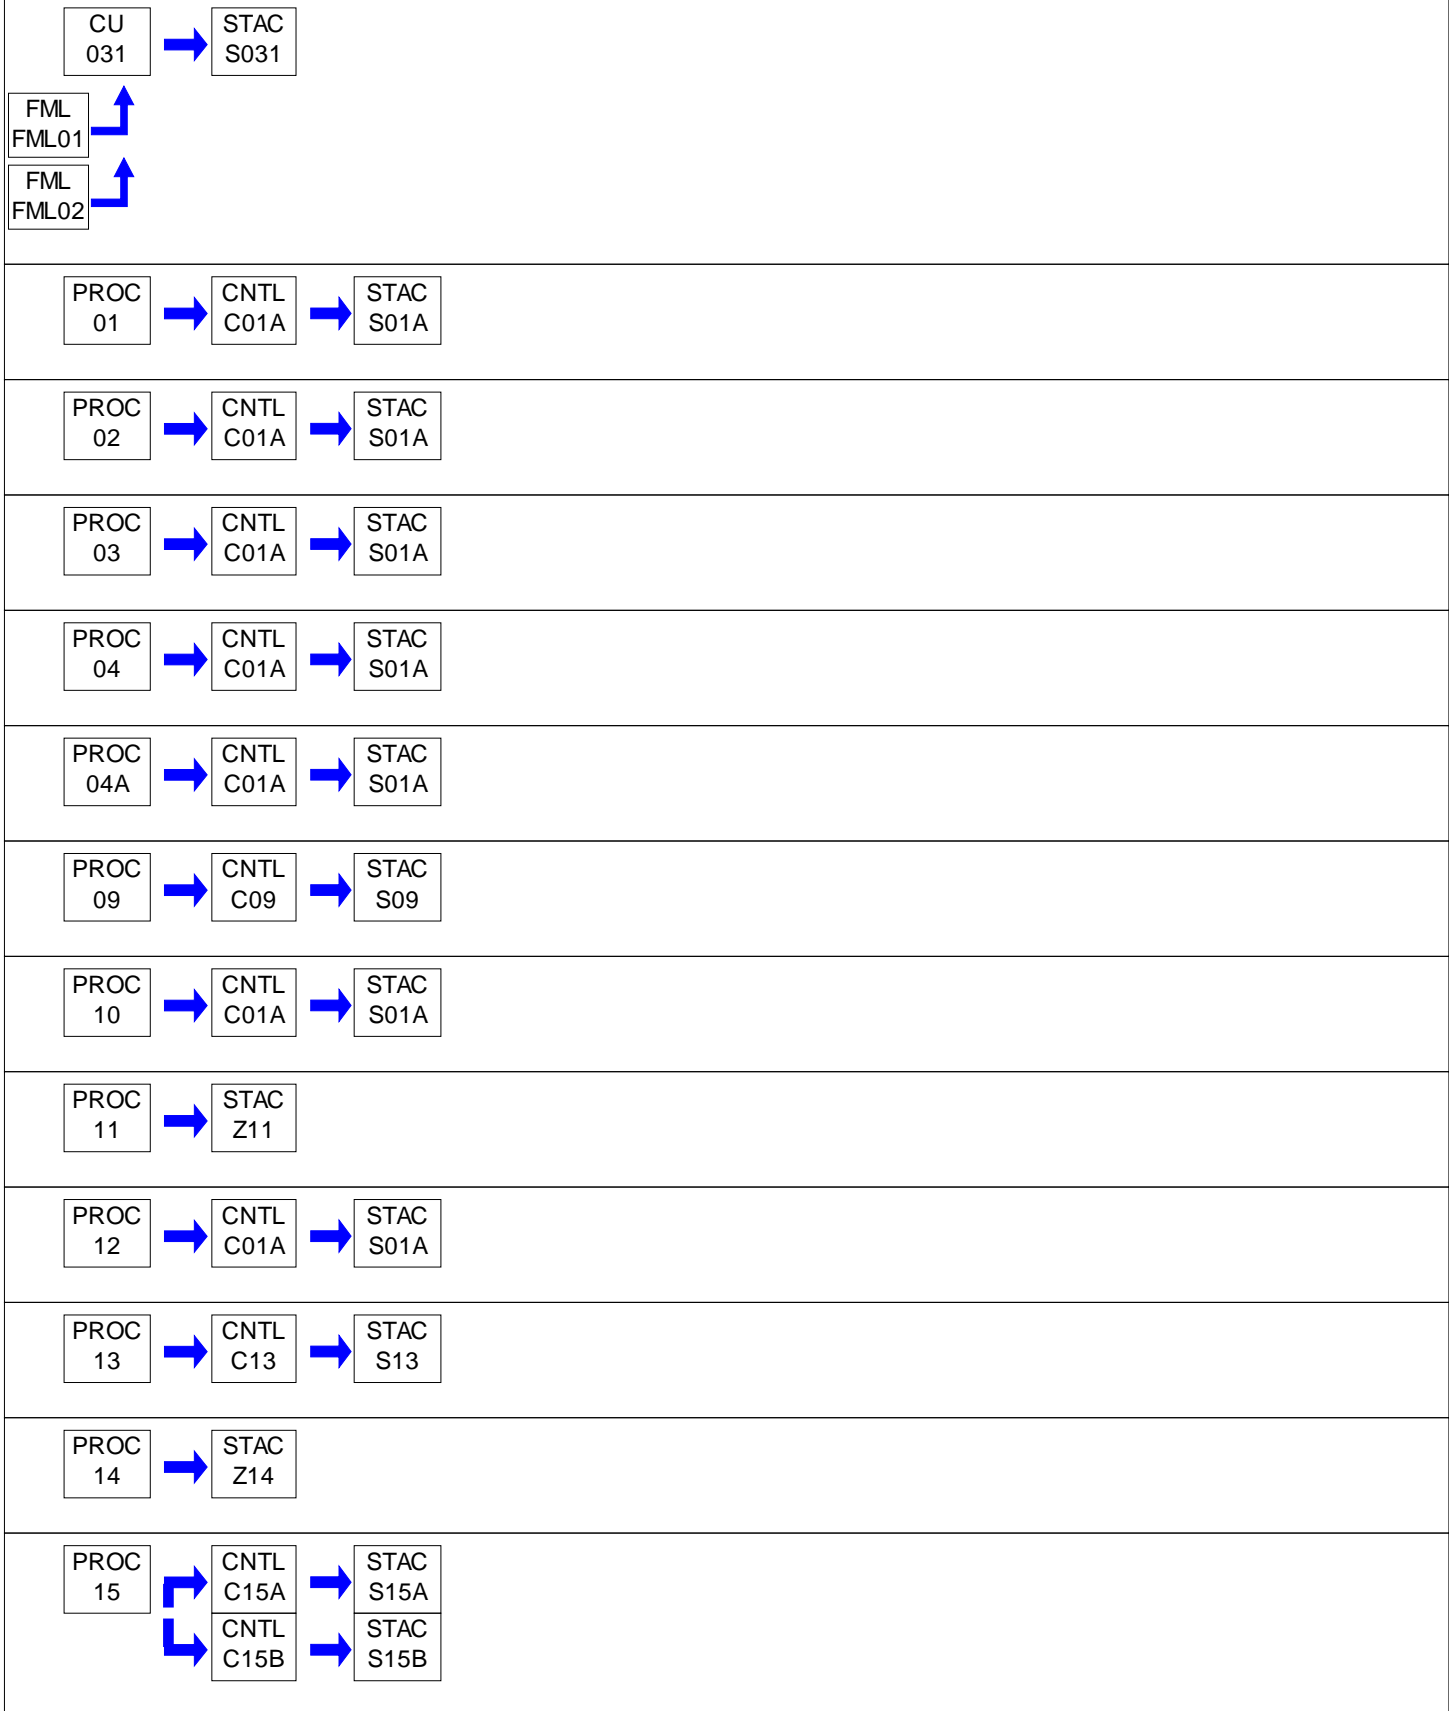 CU
031
STAC
S031
FML
FML01
FML
FML02
PROC
01
CNTL
C01A
STAC
S01A
PROC
02
CNTL
C01A
STAC
S01A
PROC
03
CNTL
C01A
STAC
S01A
PROC
04
CNTL
C01A
STAC
S01A
PROC
04A
CNTL
C01A
STAC
S01A
PROC
09
CNTL
C09
STAC
S09
PROC
10
CNTL
C01A
STAC
S01A
PROC
11
STAC
Z11
PROC
12
CNTL
C01A
STAC
S01A
PROC
13
CNTL
C13
STAC
S13
PROC
14
STAC
Z14
PROC
15
CNTL
C15A
STAC
S15A
CNTL
C15B
STAC
S15B